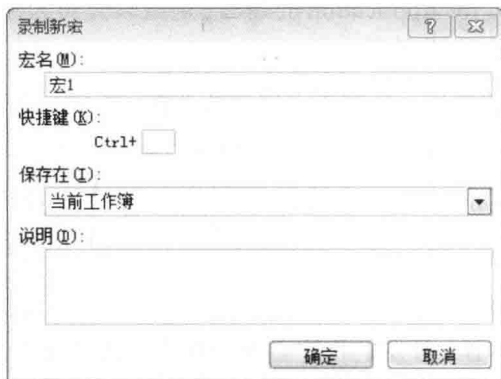 录制新宏
宏名(M):
宏1
快捷键(K):
Ctrl+
保存在(I):
当前工作簿
说明(D):
确定 取消